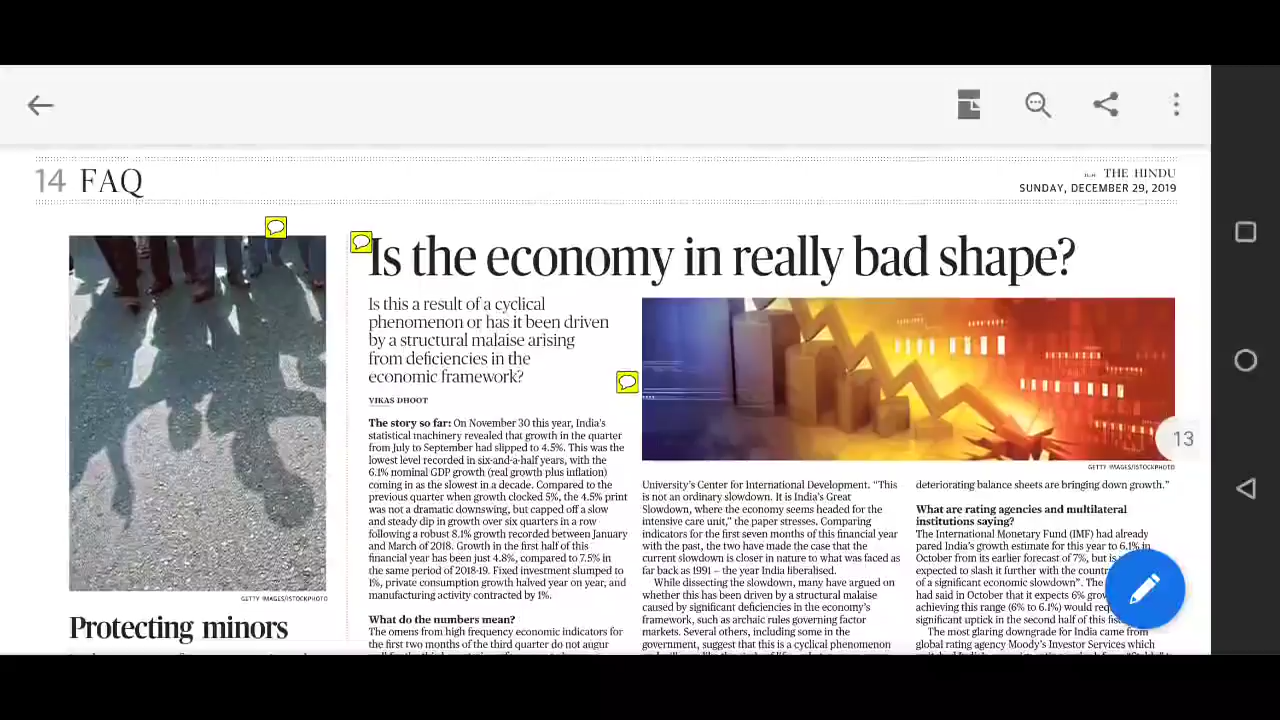 14 FAQ
THE HINDU
SUNDAY, DECEMBER 29, 2019
GETTY IMAGES/ISTOCKPHOTO
Protecting minors
Is the economy in really bad shape?
Is this a result of a cyclical
phenomenon or has it been driven
by a structural malaise arising
from deficiencies in the
economic framework?
VIKAS DHOOT
The story so far: On November 30 this year, India's
statistical machinery revealed that growth in the quarter
from July to September had slipped to 4.5%. This was the
lowest level recorded in six-and-a-half years, with the
6.1% nominal GDP growth (real growth plus inflation)
coming in as the slowest in a decade. Compared to the
previous quarter when growth clocked 5%, the 4.5% print
was not a dramatic downswing, but capped off a slow
and steady dip in growth over six quarters in a row
following a robust 8.1% growth recorded between January
and March of 2018. Growth in the first half of this
financial year has been just 4.8%, compared to 7.5% in
the same period of 2018-19. Fixed investment slumped to
1%, private consumption growth halved year on year, and
manufacturing activity contracted by 1%.
What do the numbers mean?
The omens from high frequency economic indicators for
the first two months of the third quarter do not augur
GETTY IMAGES/ISTOCKPHOTO
University's Center for International Development. "This
is not an ordinary slowdown. It is India's Great
Slowdown, where the economy seems headed for the
intensive care unit," the paper stresses. Comparing
indicators for the first seven months of this financial year
with the past, the two have made the case that the
current slowdown is closer in nature to what was faced as
far back as 1991 – the year India liberalised.
While dissecting the slowdown, many have argued on
whether this has been driven by a structural malaise
caused by significant deficiencies in the economy's
framework, such as archaic rules governing factor
markets. Several others, including some in the
government, suggest that this is a cyclical phenomenon
deteriorating balance sheets are bringing down growth."
What are rating agencies and multilateral
institutions saying?
The International Monetary Fund (IMF) had already
pared India's growth estimate for this year to 6.1% in
October from its earlier forecast of 7%, but is
expected to slash it further with the
of a significant economic slowdown". The
had said in October that it expects 6%
achieving this range (6% to 6.1%) would
significant uptick in the second half of this
The most glaring downgrade for India came from
global rating agency Moody's Investor Services which
13